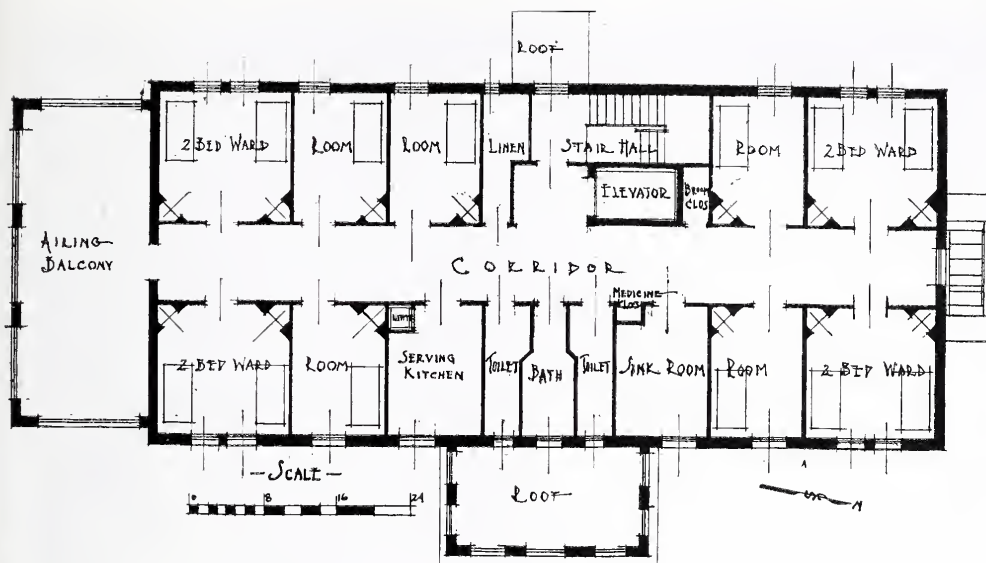 ROOF
2 BED WARD
ROOM
ROOM
LINEN
STAIR HALL
ROOM
2 BED WARD
ELEVATOR
BROOM
CLOS
AIRING
BALCONY
CORRIDOR
MEDICINE
CLOS
2 BED WARD
ROOM
SERVING
KITCHEN
TOILET
BATH
TOILET
SINK ROOM
ROOM
2 BED WARD
— SCALE —
0 8 16 24
ROOF
N